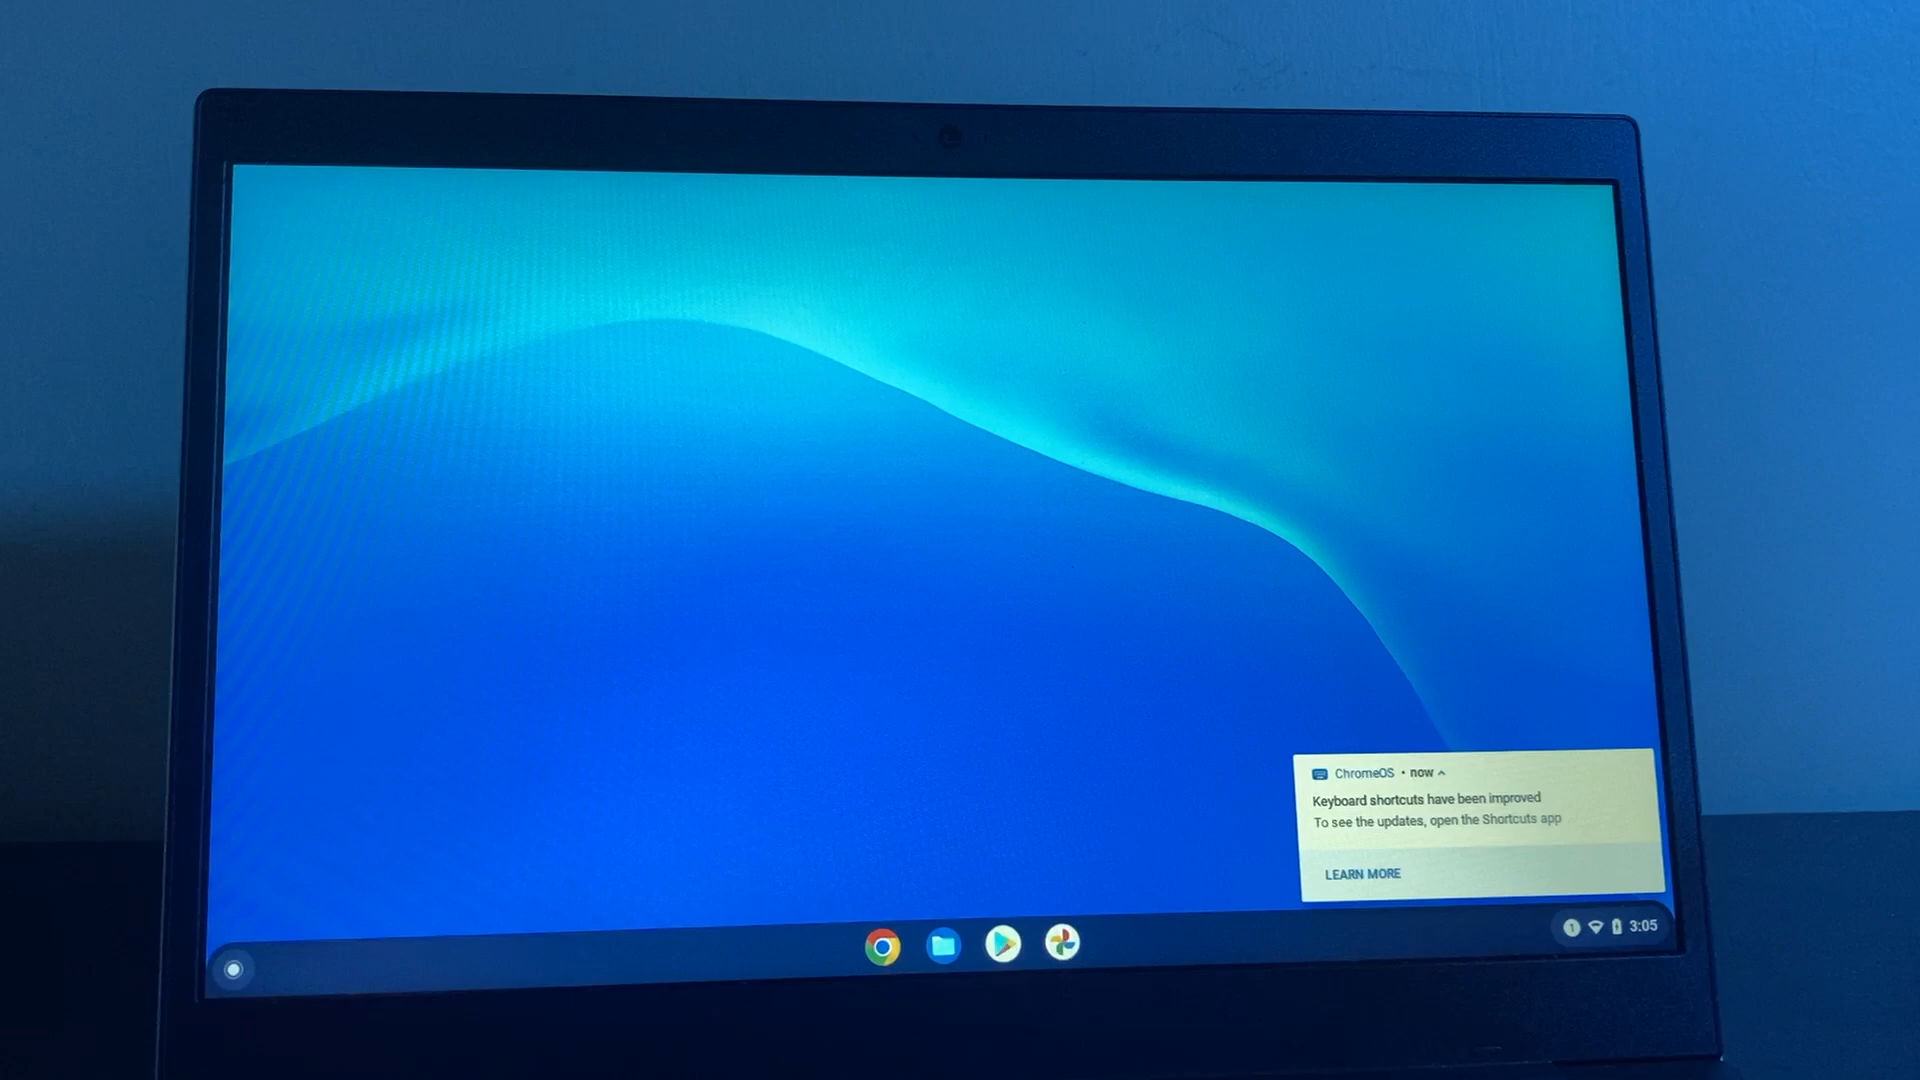 ChromeOS • now
Keyboard shortcuts have been improved
To see the updates, open the Shortcuts app
LEARN MORE
1 3:05